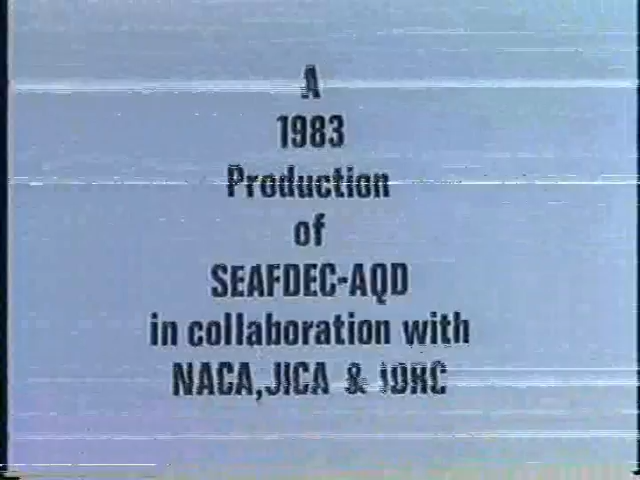 A
1983
Production
of
SEAFDEC-AQD
in collaboration with
NACA,JICA & IDRC